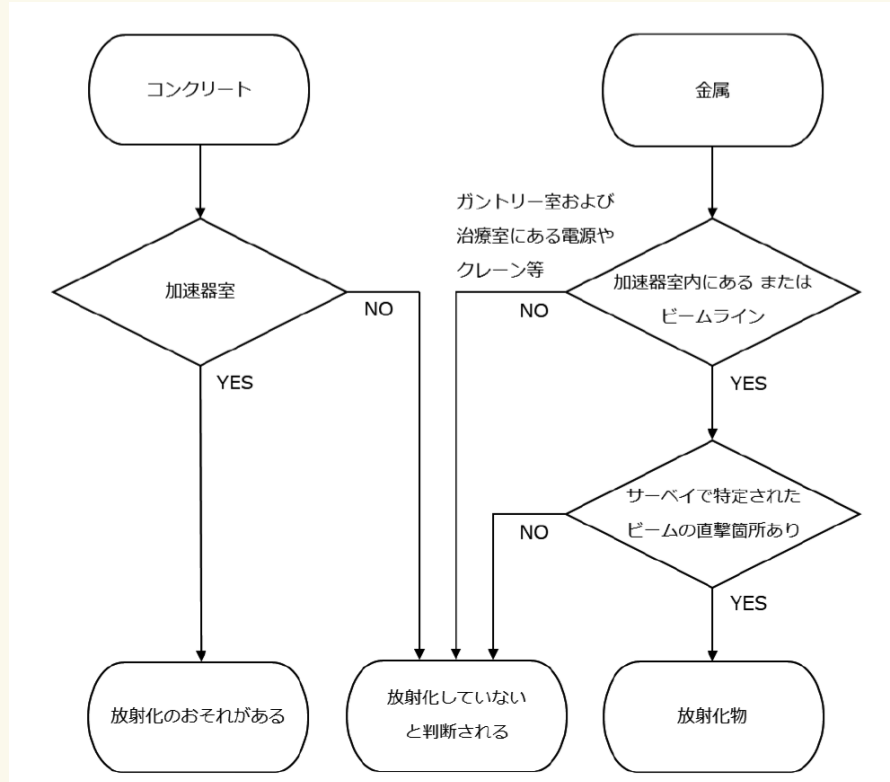 コンクリート
金属
ガントリー室および
治療室にある電源や
クレーン等
加速器室
加速器室内にある または
ビームライン
NO
NO
YES
YES
サーベイで特定された
ビームの直撃箇所あり
NO
YES
放射化のおそれがある
放射化していない
と判断される
放射化物